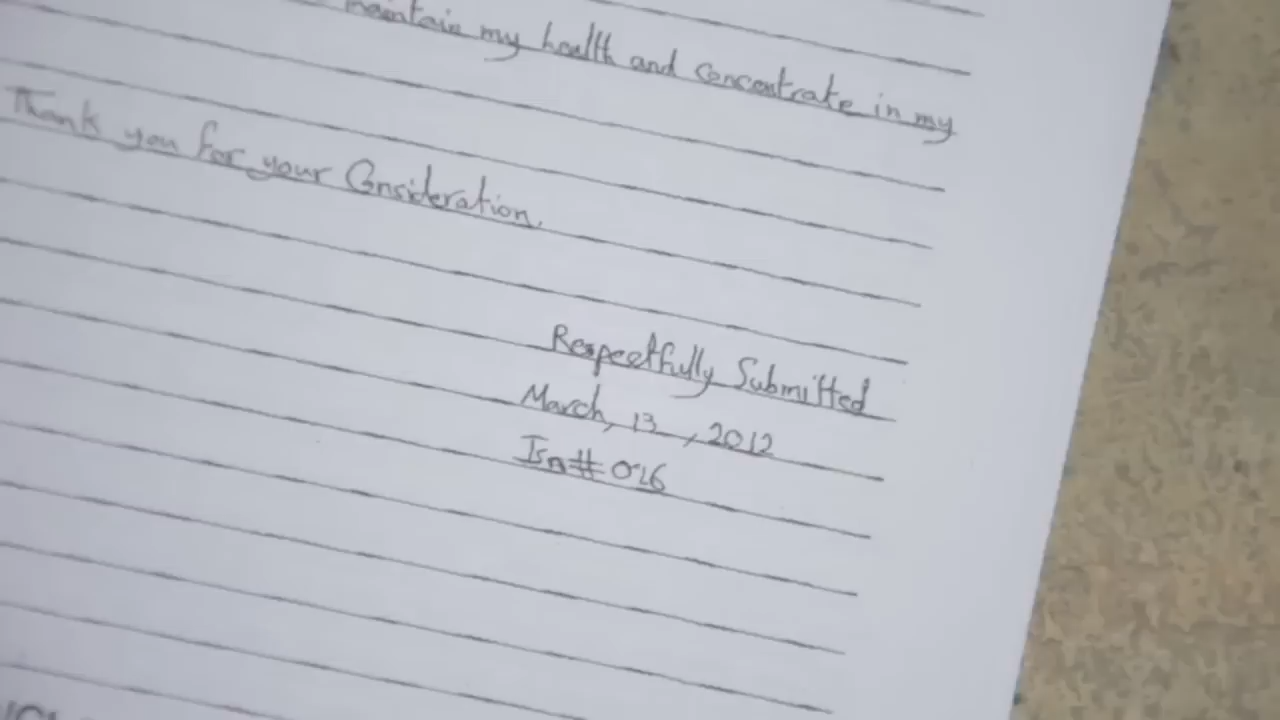 maintain my health and concentrate in my
Thank you for your Consideration.
Respectfully Submitted
March, 13 , 2012
Isn# 026